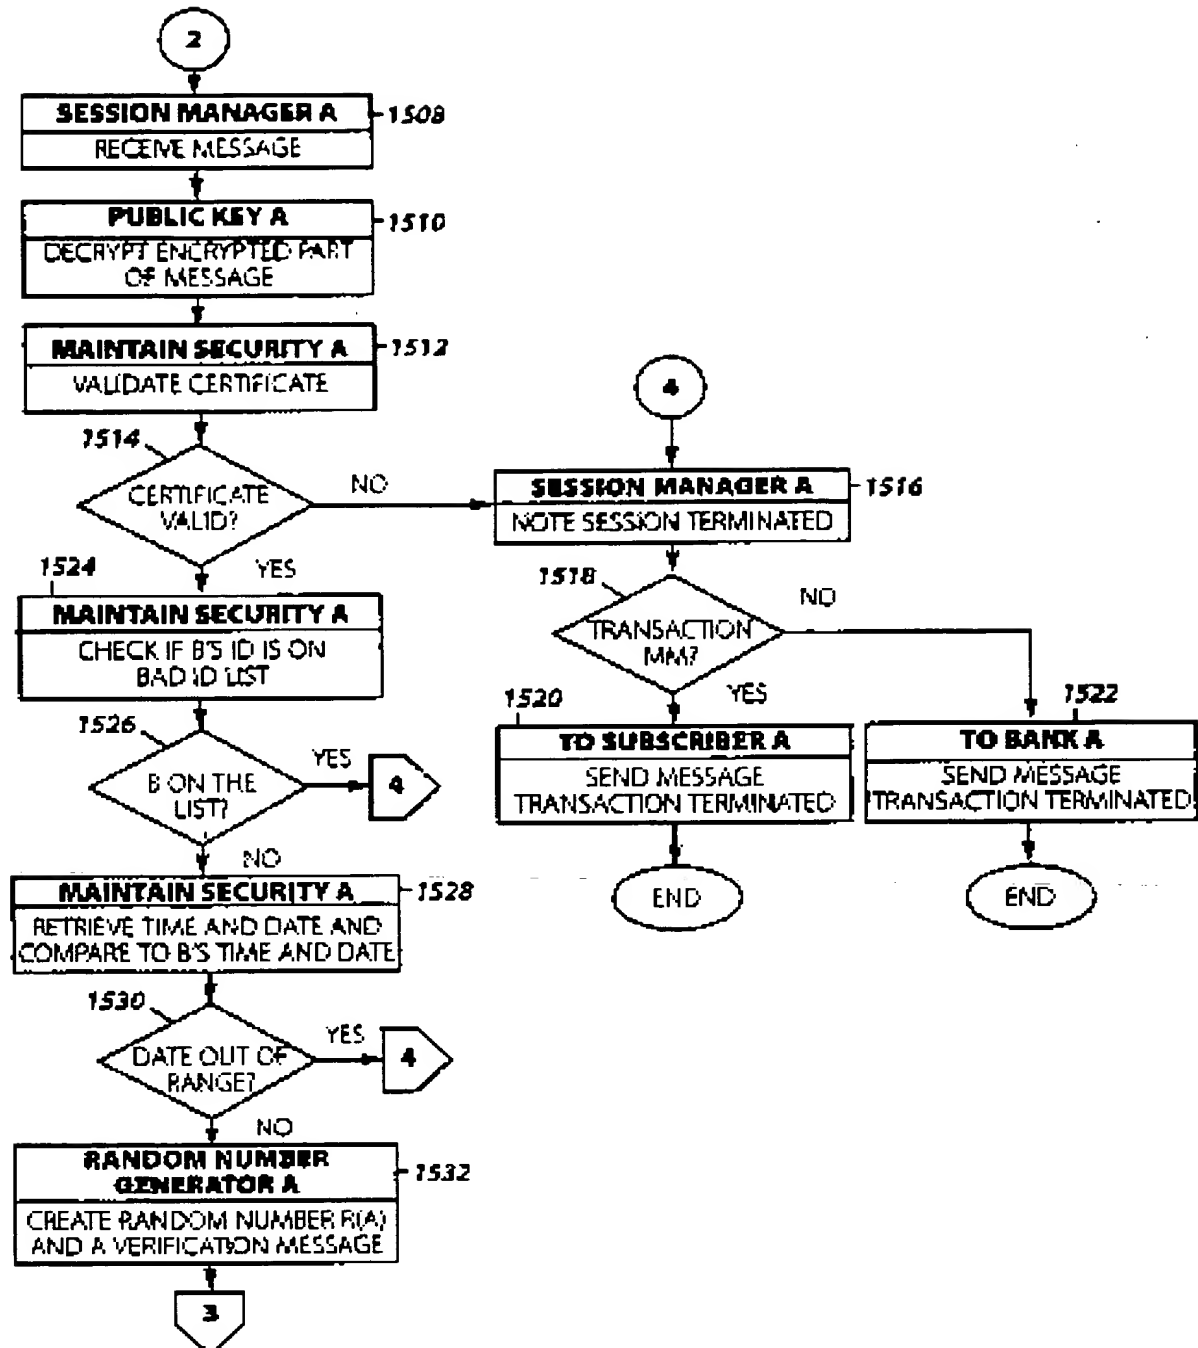 2
SESSION MANAGER A
1508
RECEIVE MESSAGE
PUBLIC KEY A
1510
DECRYPT ENCRYPTED PART
OF MESSAGE
MAINTAIN SECURITY A
1512
VALIDATE CERTIFICATE
1514
CERTIFICATE
VALID?
NO
YES
4
SESSION MANAGER A
1516
NOTE SESSION TERMINATED
1518
TRANSACTION
MM?
NO
YES
1520
TO SUBSCRIBER A
SEND MESSAGE
TRANSACTION TERMINATED
END
1522
TO BANK A
SEND MESSAGE
TRANSACTION TERMINATED
END
1524
MAINTAIN SECURITY A
CHECK IF B'S ID IS ON
BAD ID LIST
1526
B ON THE
LIST?
YES
4
NO
MAINTAIN SECURITY A
1528
RETRIEVE TIME AND DATE AND
COMPARE TO B'S TIME AND DATE
1530
DATE OUT OF
RANGE?
YES
4
NO
RANDOM NUMBER
GENERATOR A
1532
CREATE RANDOM NUMBER R(A)
AND A VERIFICATION MESSAGE
3